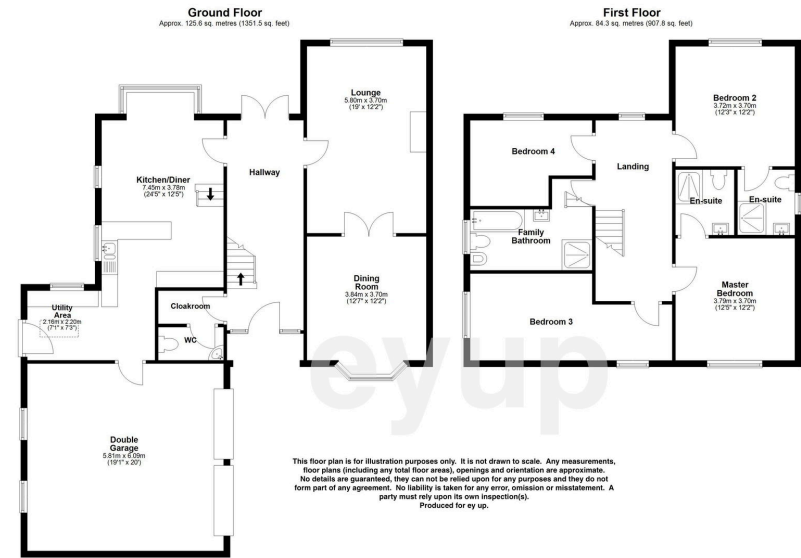 Ground Floor
Approx. 125.6 sq. metres (1351.5 sq. feet)
Lounge
5.80m x 3.70m
(19' x 12'2")
Kitchen/Diner
7.45m x 3.78m
(24'5" x 12'5")
Hallway
Dining
Room
3.84m x 3.70m
(12'7" x 12'2")
Utility
Area
2.16m x 2.20m
(7'1" x 7'3")
Cloakroom
WC
Double
Garage
5.81m x 6.09m
(19'1" x 20')
First Floor
Approx. 84.3 sq. metres (907.8 sq. feet)
Bedroom 2
3.72m x 3.70m
(12'3" x 12'2")
Bedroom 4
Landing
En-suite
En-suite
Family
Bathroom
Master
Bedroom
3.79m x 3.70m
(12'5" x 12'2")
Bedroom 3
eyup
This floor plan is for illustration purposes only. It is not drawn to scale. Any measurements,
floor plans (including any total floor areas), openings and orientation are approximate.
No details are guaranteed, they can not be relied upon for any purposes and they do not
form part of any agreement. No liability is taken for any error, omission or misstatement. A
party must rely upon its own inspection(s).
Produced for ey up.